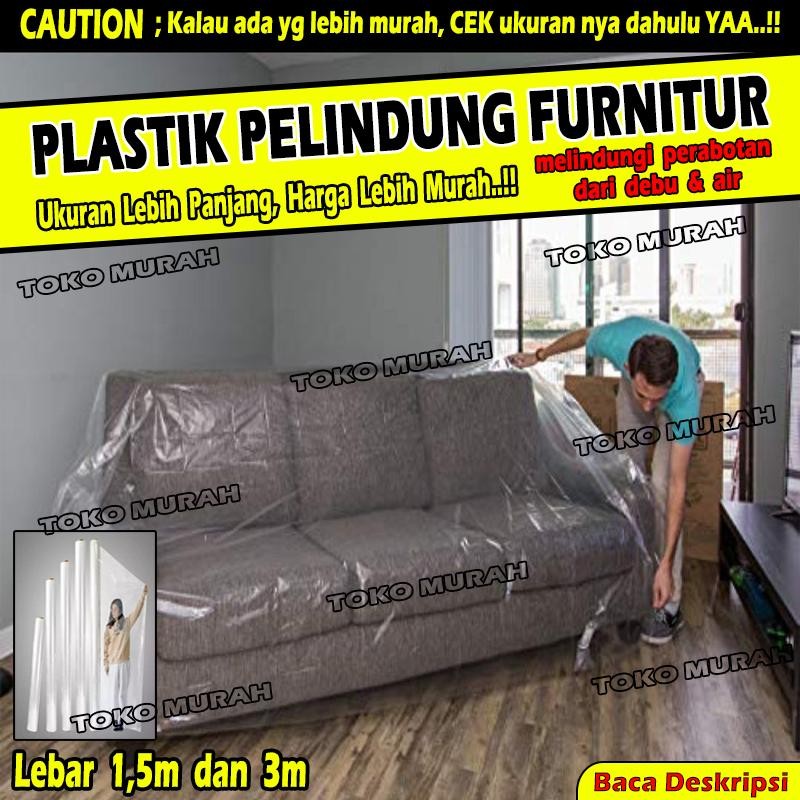 CAUTION ; Kalau ada yg lebih murah, CEK ukuran nya dahulu YAA..!!
PLASTIK PELINDUNG FURNITUR
Ukuran Lebih Panjang, Harga Lebih Murah..!!
melindungi perabotan
dari debu & air
TOKO MURAH
TOKO MURAH
TOKO MURAH
TOKO MURAH
TOKO MURAH
TOKO MURAH
TOKO MURAH
TOKO MURAH
Lebar 1,5m dan 3m
Baca Deskripsi